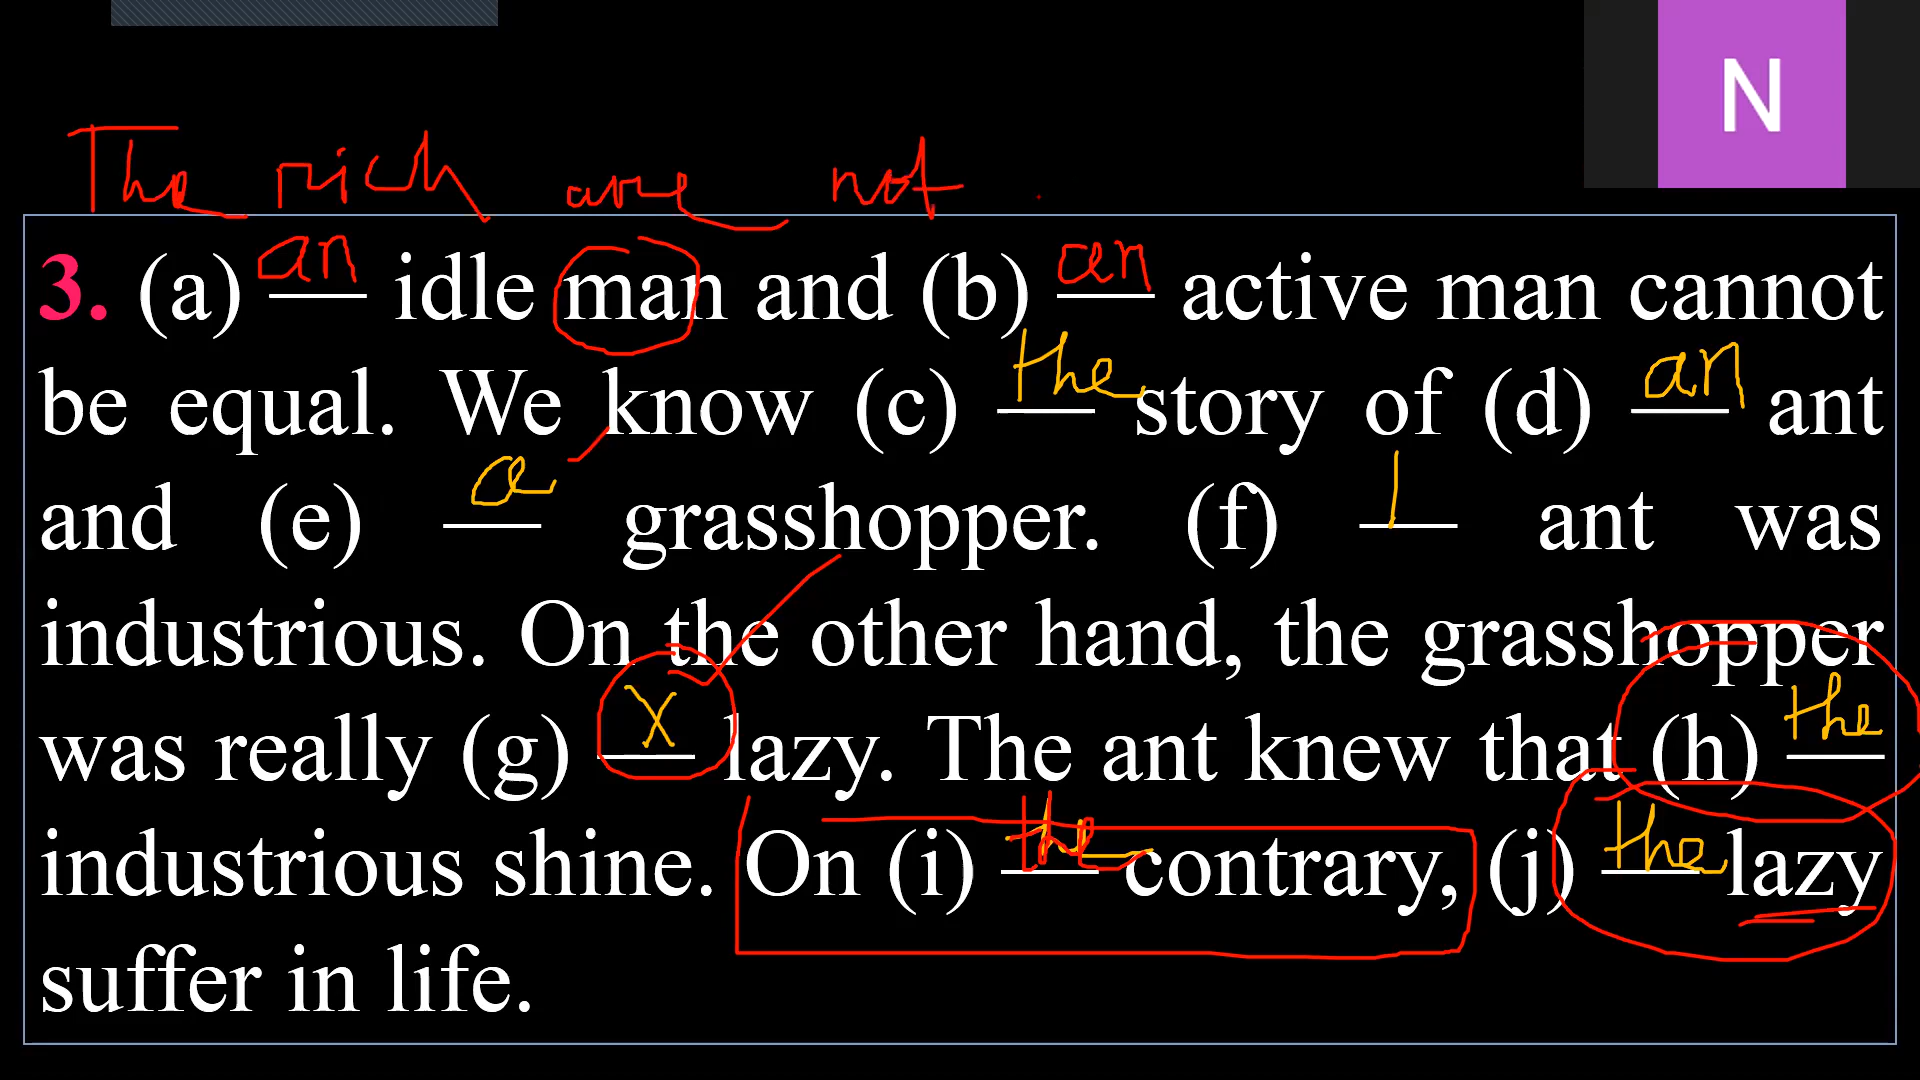 N
The rich are not
3. (a) an idle man and (b) an active man cannot
be equal. We know (c) the story of (d) an ant
and (e) a grasshopper. (f) __ ant was
industrious. On the other hand, the grasshopper
was really (g) X lazy. The ant knew that (h) the
industrious shine. On (i) the contrary, (j) the lazy
suffer in life.